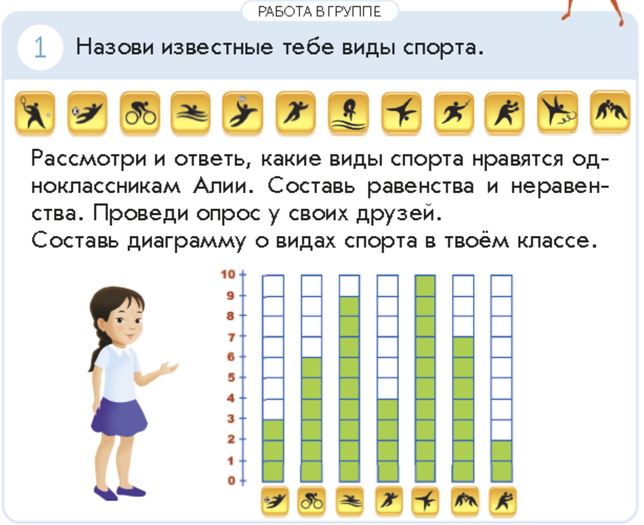 РАБОТА В ГРУППЕ
1 Назови известные тебе виды спорта.
Рассмотри и ответь, какие виды спорта нравятся од-
ноклассникам Алии. Составь равенства и неравен-
ства. Проведи опрос у своих друзей.
Составь диаграмму о видах спорта в твоём классе.
10
9
8
7
6
5
4
3
2
1
0